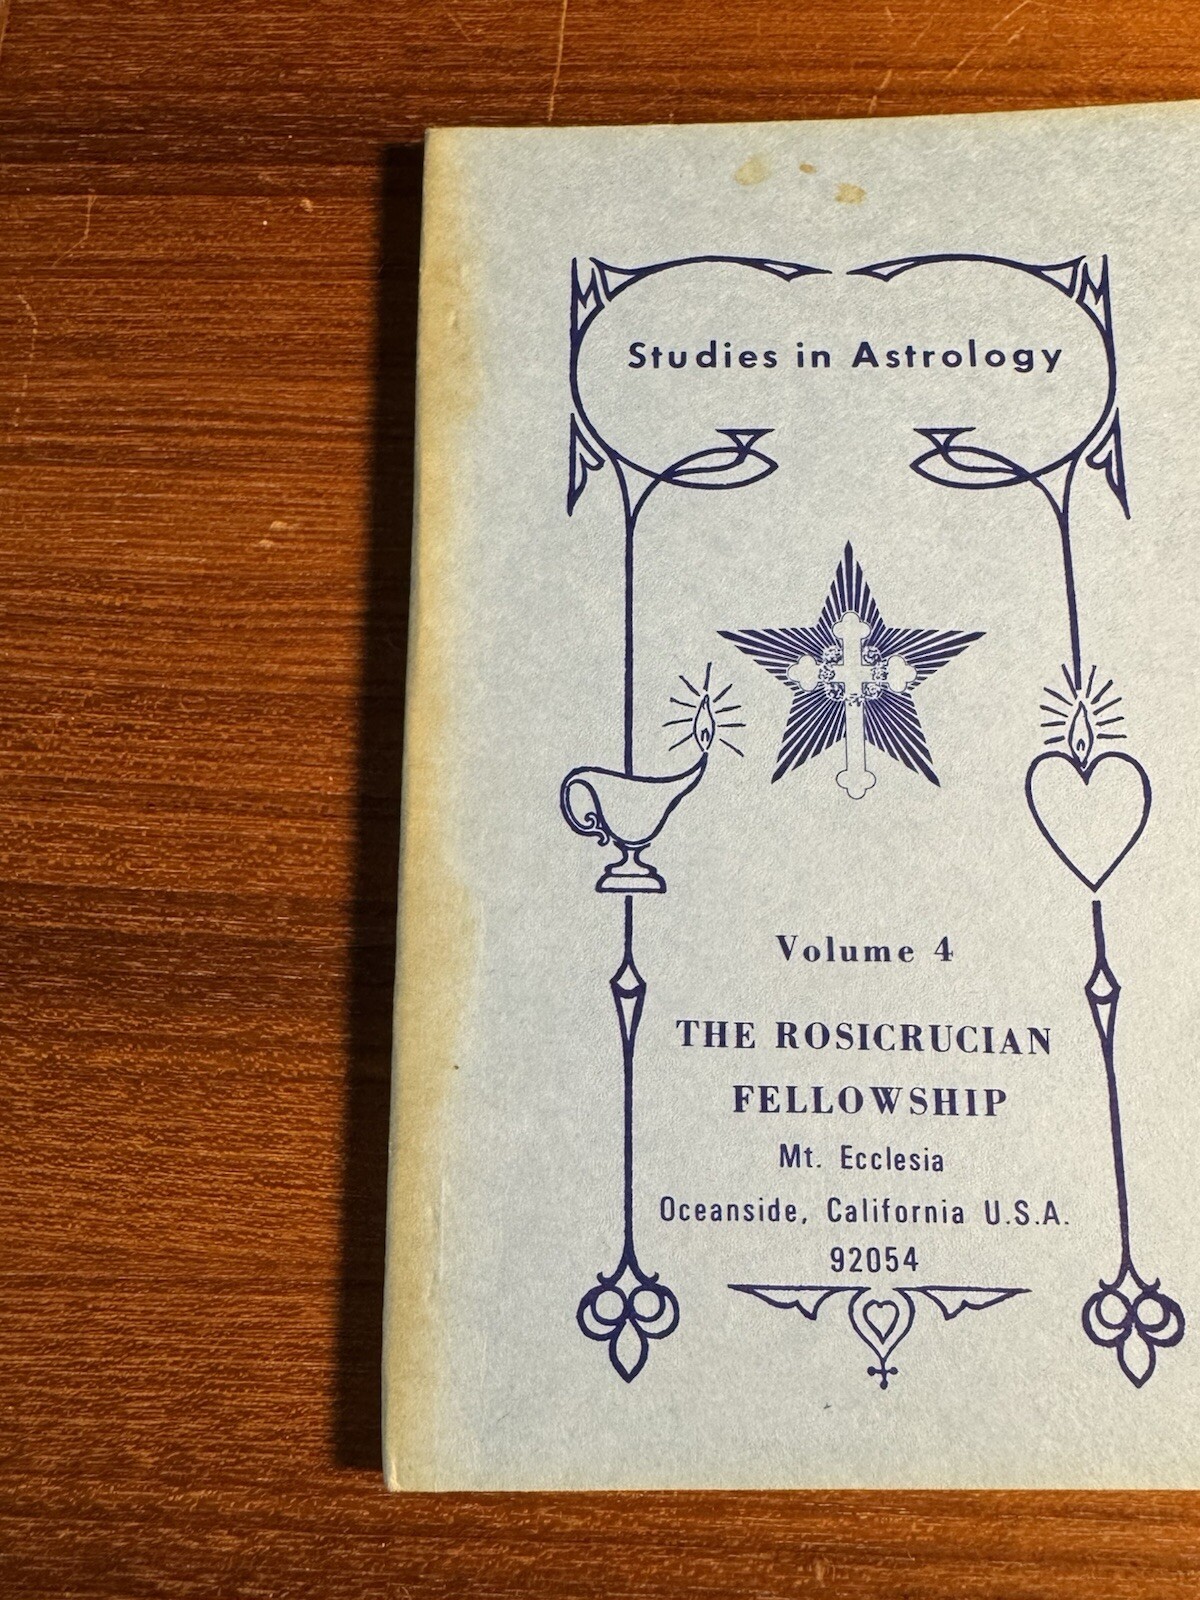 Studies in Astrology
Volume 4
THE ROSICRUCIAN
FELLOWSHIP
Mt. Ecclesia
Oceanside, California U.S.A.
92054